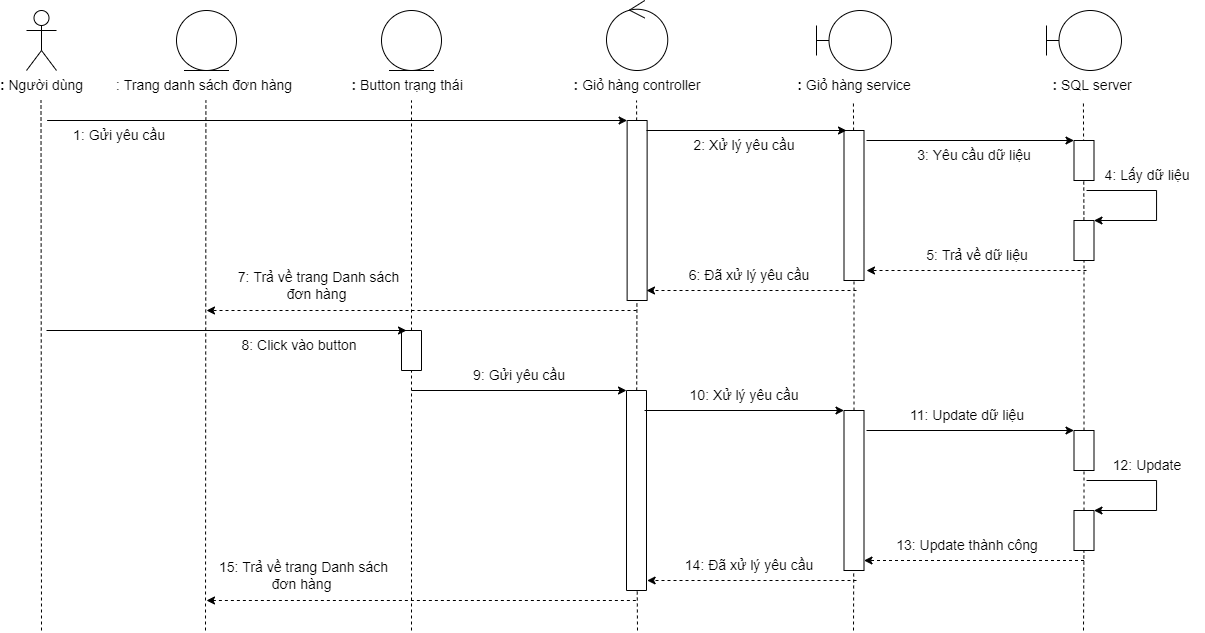 : Người dùng
: Trang danh sách đơn hàng
: Button trạng thái
: Giỏ hàng controller
: Giỏ hàng service
: SQL server
1: Gửi yêu cầu
2: Xử lý yêu cầu
3: Yêu cầu dữ liệu
4: Lấy dữ liệu
5: Trả về dữ liệu
6: Đã xử lý yêu cầu
7: Trả về trang Danh sách
đơn hàng
8: Click vào button
9: Gửi yêu cầu
10: Xử lý yêu cầu
11: Update dữ liệu
12: Update
13: Update thành công
14: Đã xử lý yêu cầu
15: Trả về trang Danh sách
đơn hàng